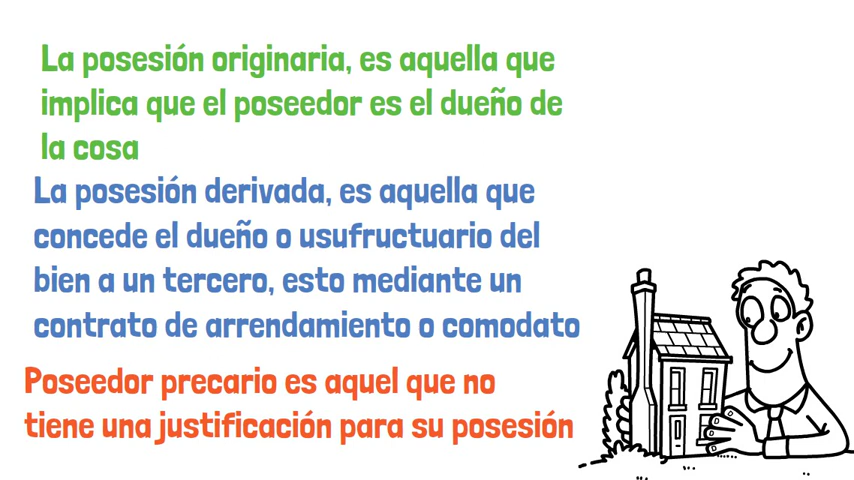 La posesión originaria, es aquella que
implica que el poseedor es el dueño de
la cosa
La posesión derivada, es aquella que
concede el dueño o usufructuario del
bien a un tercero, esto mediante un
contrato de arrendamiento o comodato
Poseedor precario es aquel que no
tiene una justificación para su posesión